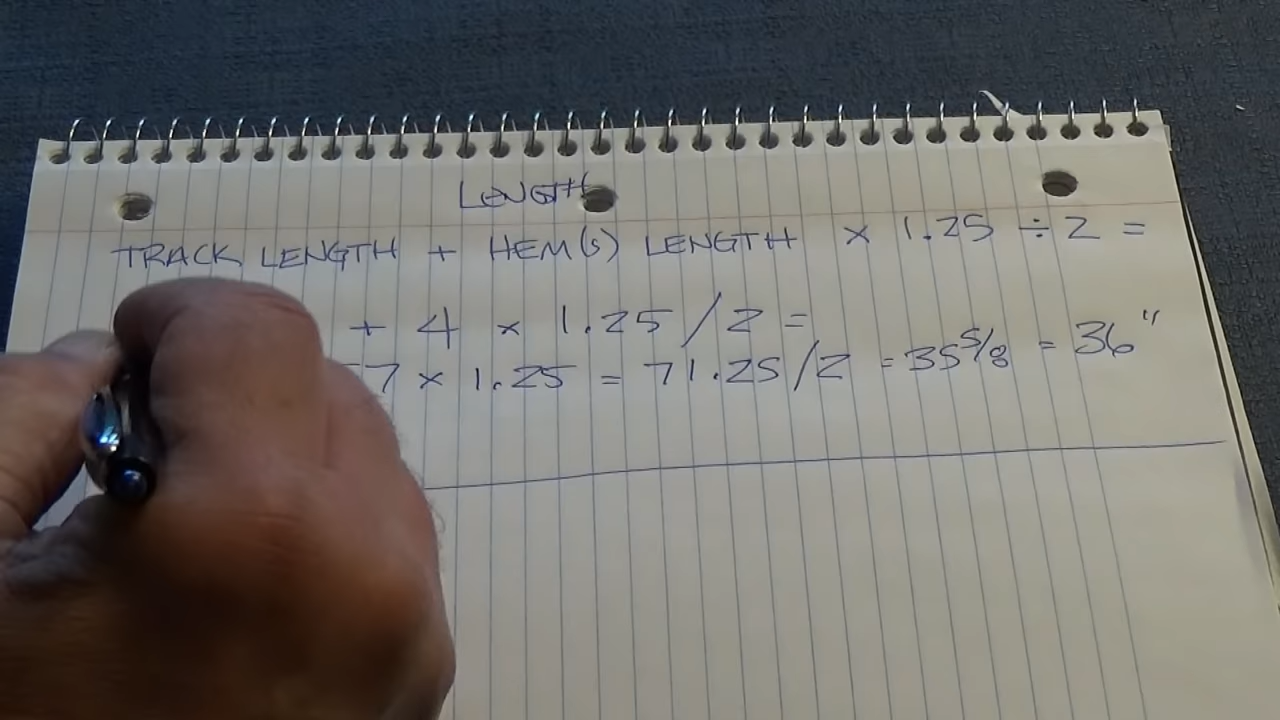 LENGTH
TRACK LENGTH + HEM(S) LENGTH × 1.25 ÷ 2 =
+ 4 × 1.25 / 2 =
7 × 1.25 = 71.25 / 2 = 35 5/8 = 36"